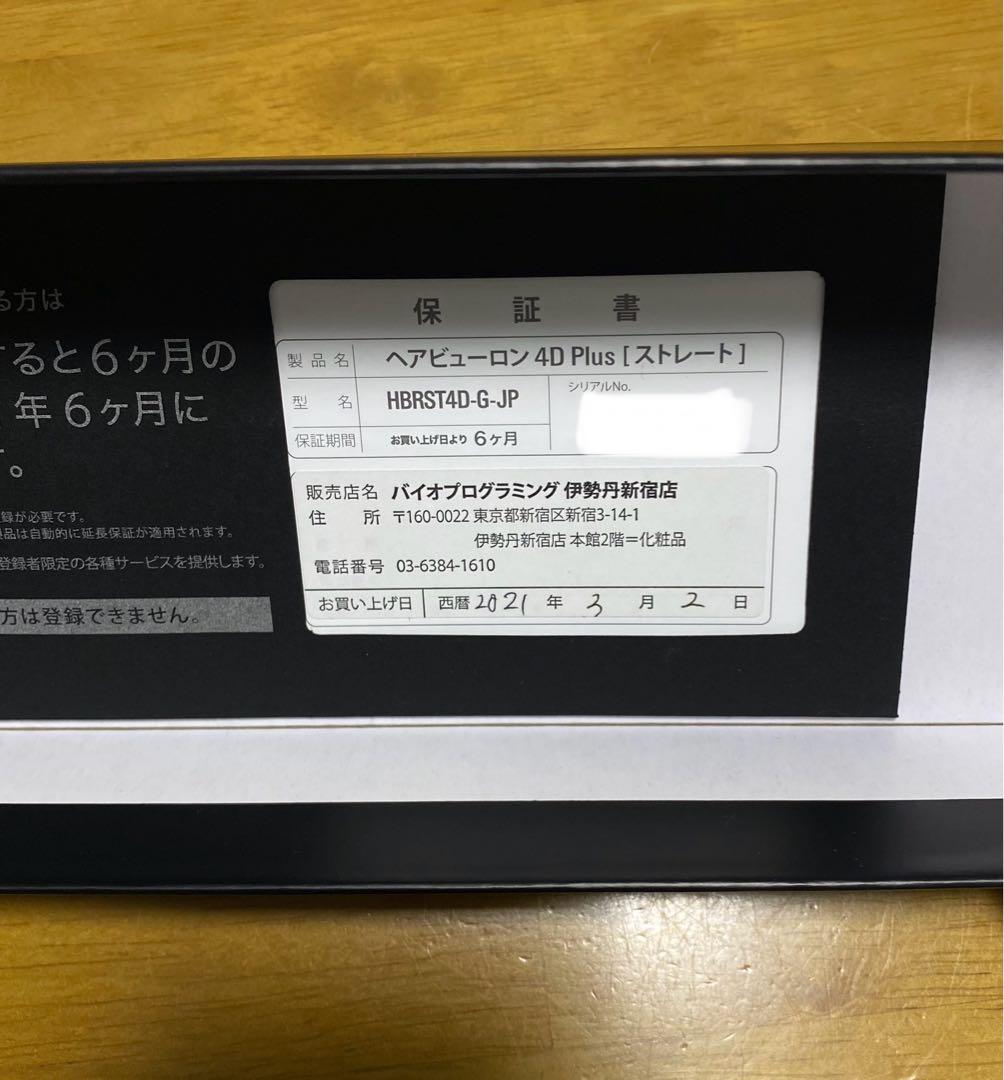 る方は
すると6ヶ月の
年6ヶ月に
。
録が必要です。
品は自動的に延長保証が適用されます。
登録者限定の各種サービスを提供します。
方は登録できません。
保証書
製品名 ヘアビューロン 4D Plus [ストレート]
型名 HBRST4D-G-JP
シリアルNo.
保証期間 お買い上げ日より 6ヶ月
販売店名 バイオプログラミング 伊勢丹新宿店
住所 〒160-0022 東京都新宿区新宿3-14-1
伊勢丹新宿店 本館2階=化粧品
電話番号 03-6384-1610
お買い上げ日 西暦 2021 年 3 月 2 日